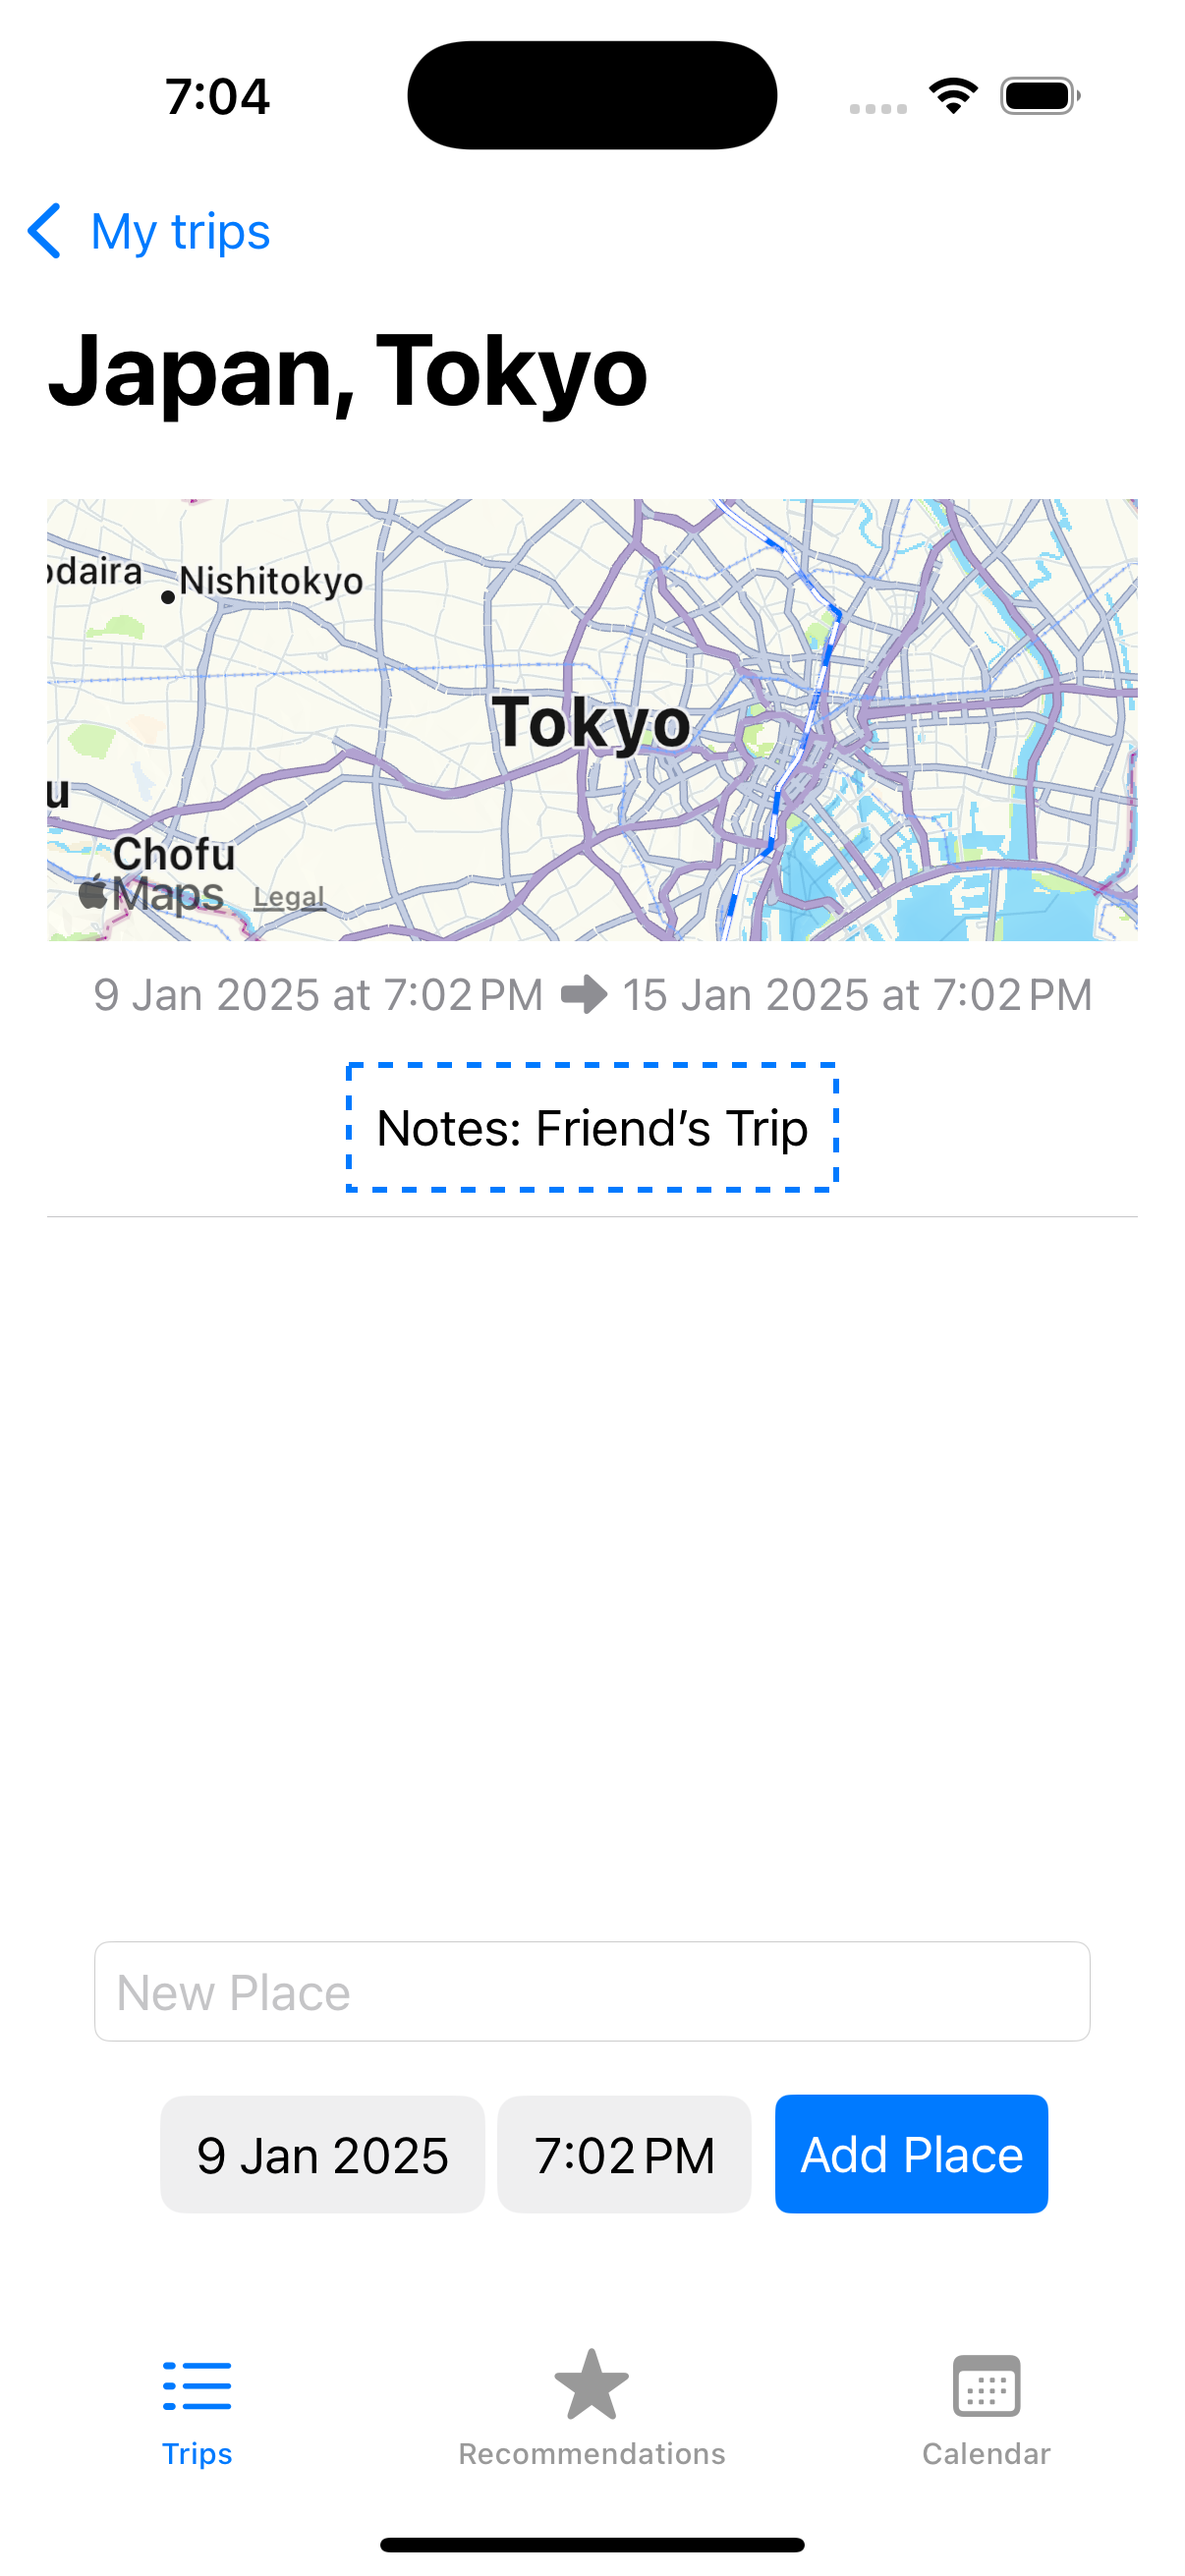 7:04
My trips
Japan, Tokyo
odaira
Nishitokyo
Tokyo
u
Chofu
Maps Legal
9 Jan 2025 at 7:02 PM 15 Jan 2025 at 7:02 PM
Notes: Friend’s Trip
New Place
9 Jan 2025 7:02 PM Add Place
Trips Recommendations Calendar